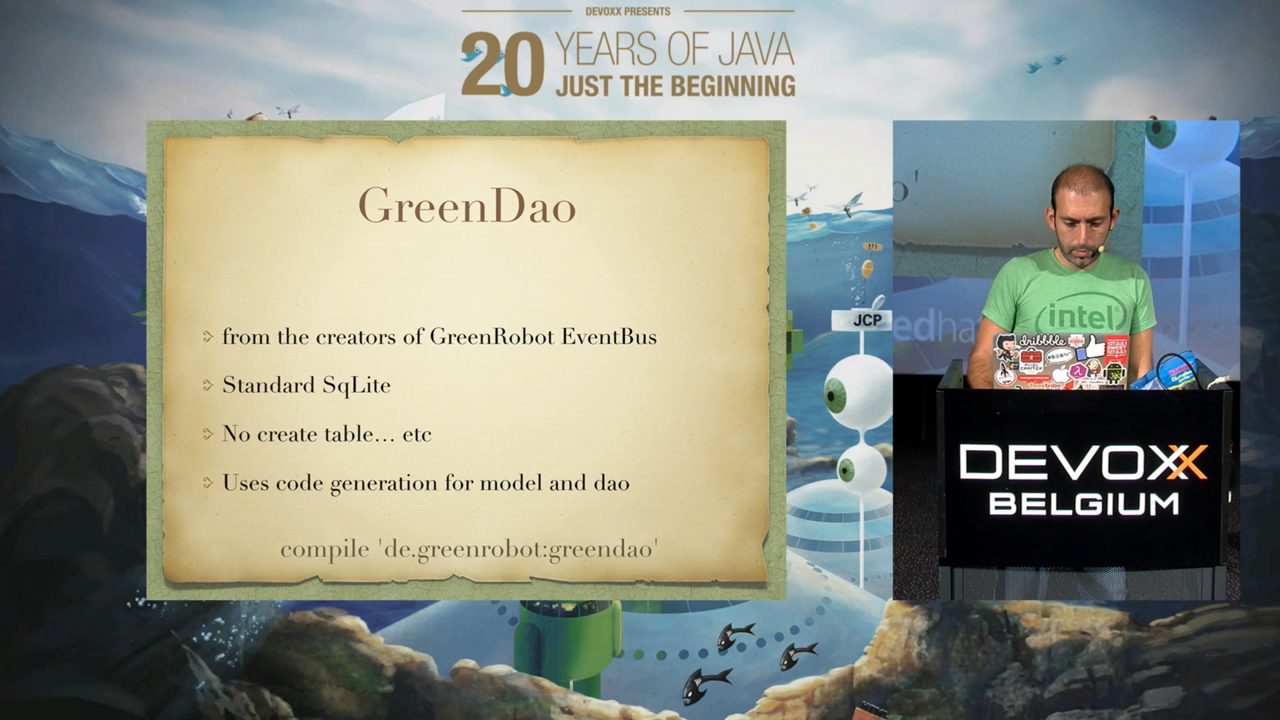 DEVOXX PRESENTS
20 YEARS OF JAVA
JUST THE BEGINNING
GreenDao
from the creators of GreenRobot EventBus
Standard SqLite
No create table... etc
Uses code generation for model and dao
compile 'de.greenrobot:greendao'
JCP
edha
intel
dribbble
DEVOXX
BELGIUM